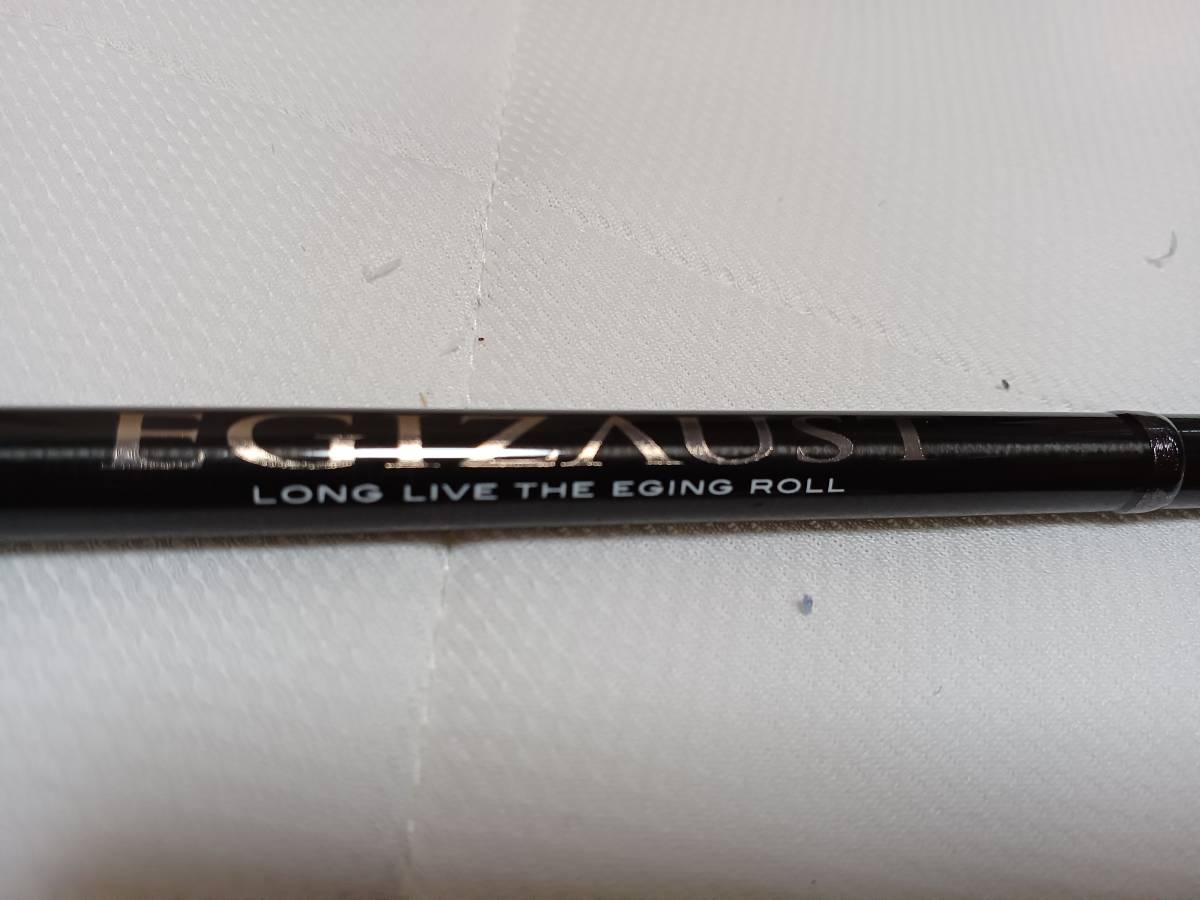 EGIZAUST
LONG LIVE THE EGING ROLL